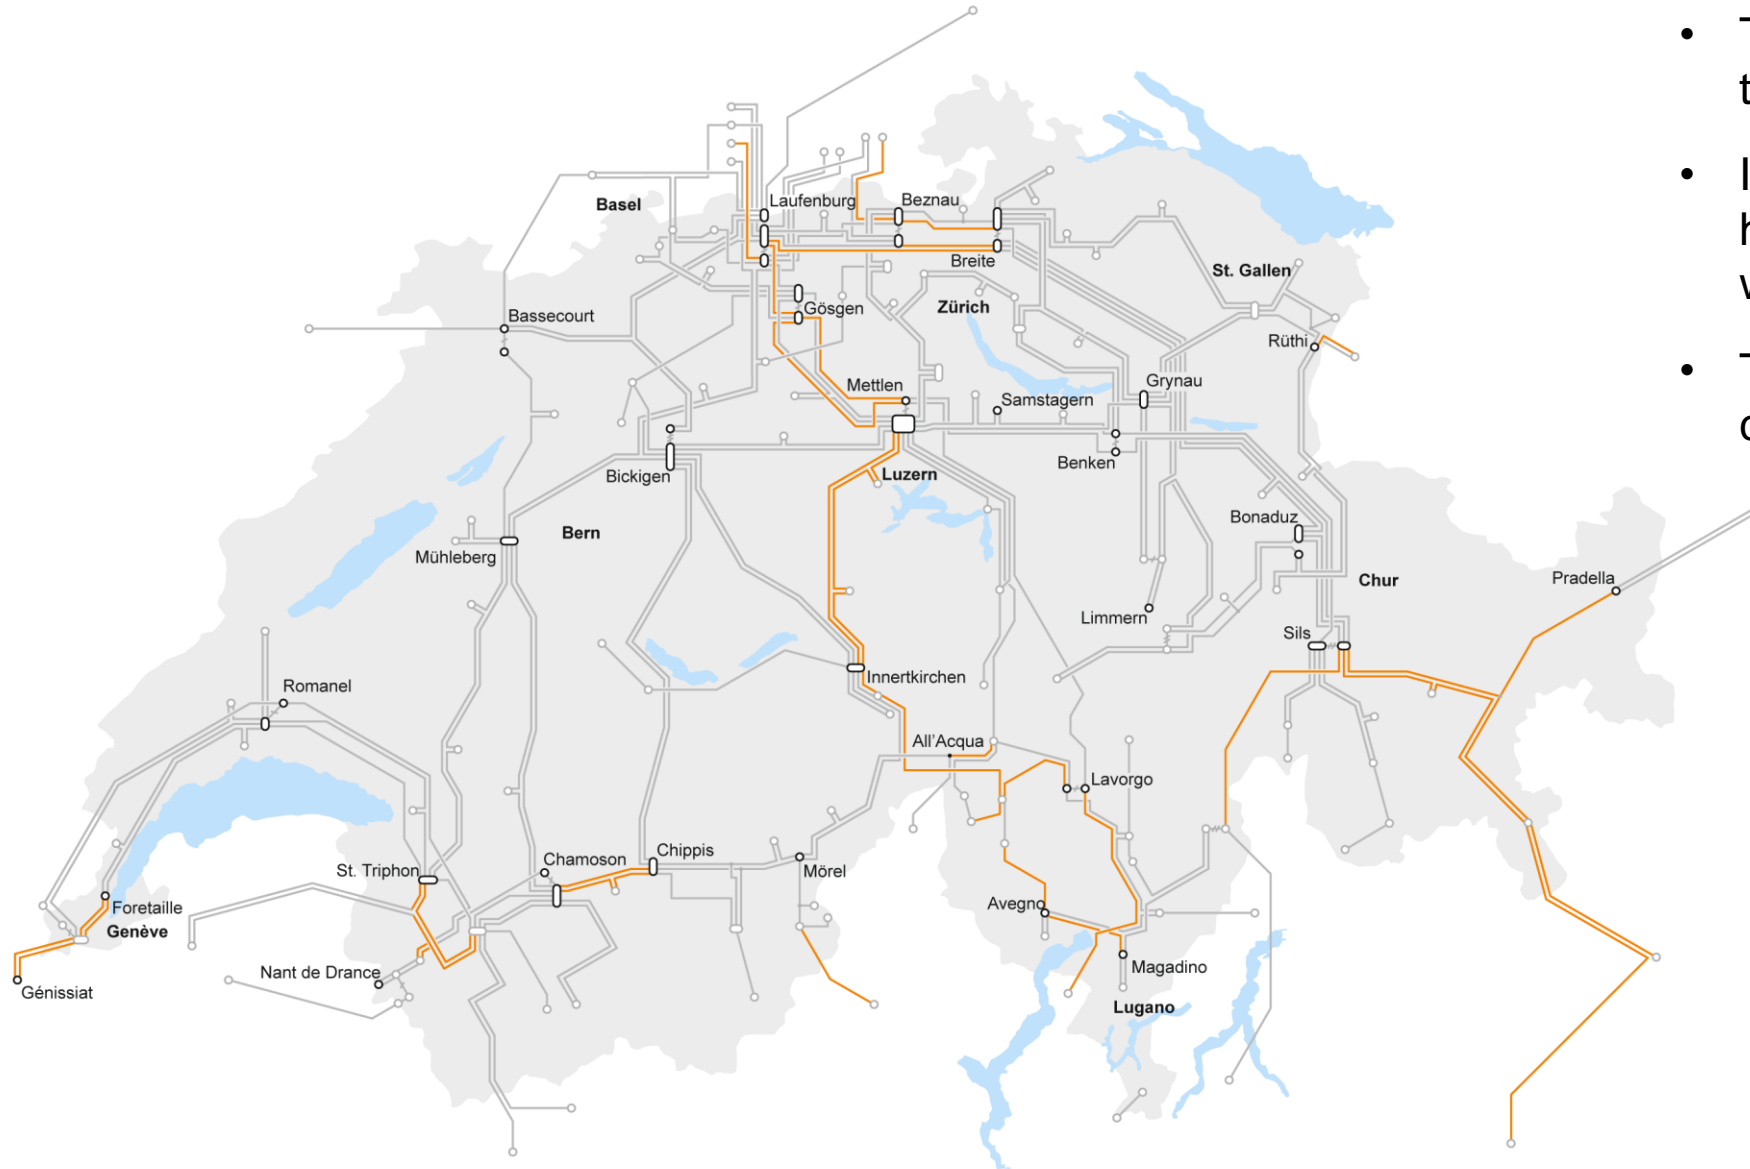 Basel
Laufenburg
Beznau
Breite
St. Gallen
Zürich
Gösgen
Bassecourt
Rüthi
Mettlen
Grynau
Samstagern
Benken
Luzern
Bickigen
Bern
Mühleberg
Bonaduz
Chur
Pradella
Limmern
Sils
Innertkirchen
Romanel
All'Acqua
Lavorgo
Chippis
Chamoson
St. Triphon
Mörel
Foretaille
Genève
Avegno
Nant de Drance
Génissiat
Magadino
Lugano